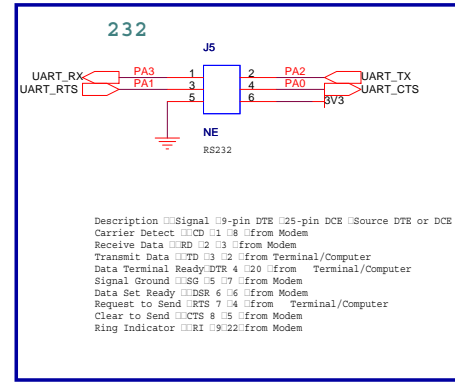 232
J5
UART_RX PA3 1 2 PA2 UART_TX
UART_RTS PA1 3 4 PA0 UART_CTS
5 6 3V3
NE
RS232
Description □□Signal □9-pin DTE □25-pin DCE □Source DTE or DCE
Carrier Detect □□CD □1 □8 □from Modem
Receive Data □□RD □2 □3 □from Modem
Transmit Data □□TD □3 □2 □from Terminal/Computer
Data Terminal Ready□DTR 4 □20 □from Terminal/Computer
Signal Ground □□SG □5 □7 □from Modem
Data Set Ready □□DSR 6 □6 □from Modem
Request to Send □RTS 7 □4 □from Terminal/Computer
Clear to Send □□CTS 8 □5 □from Modem
Ring Indicator □□RI □9□22□from Modem